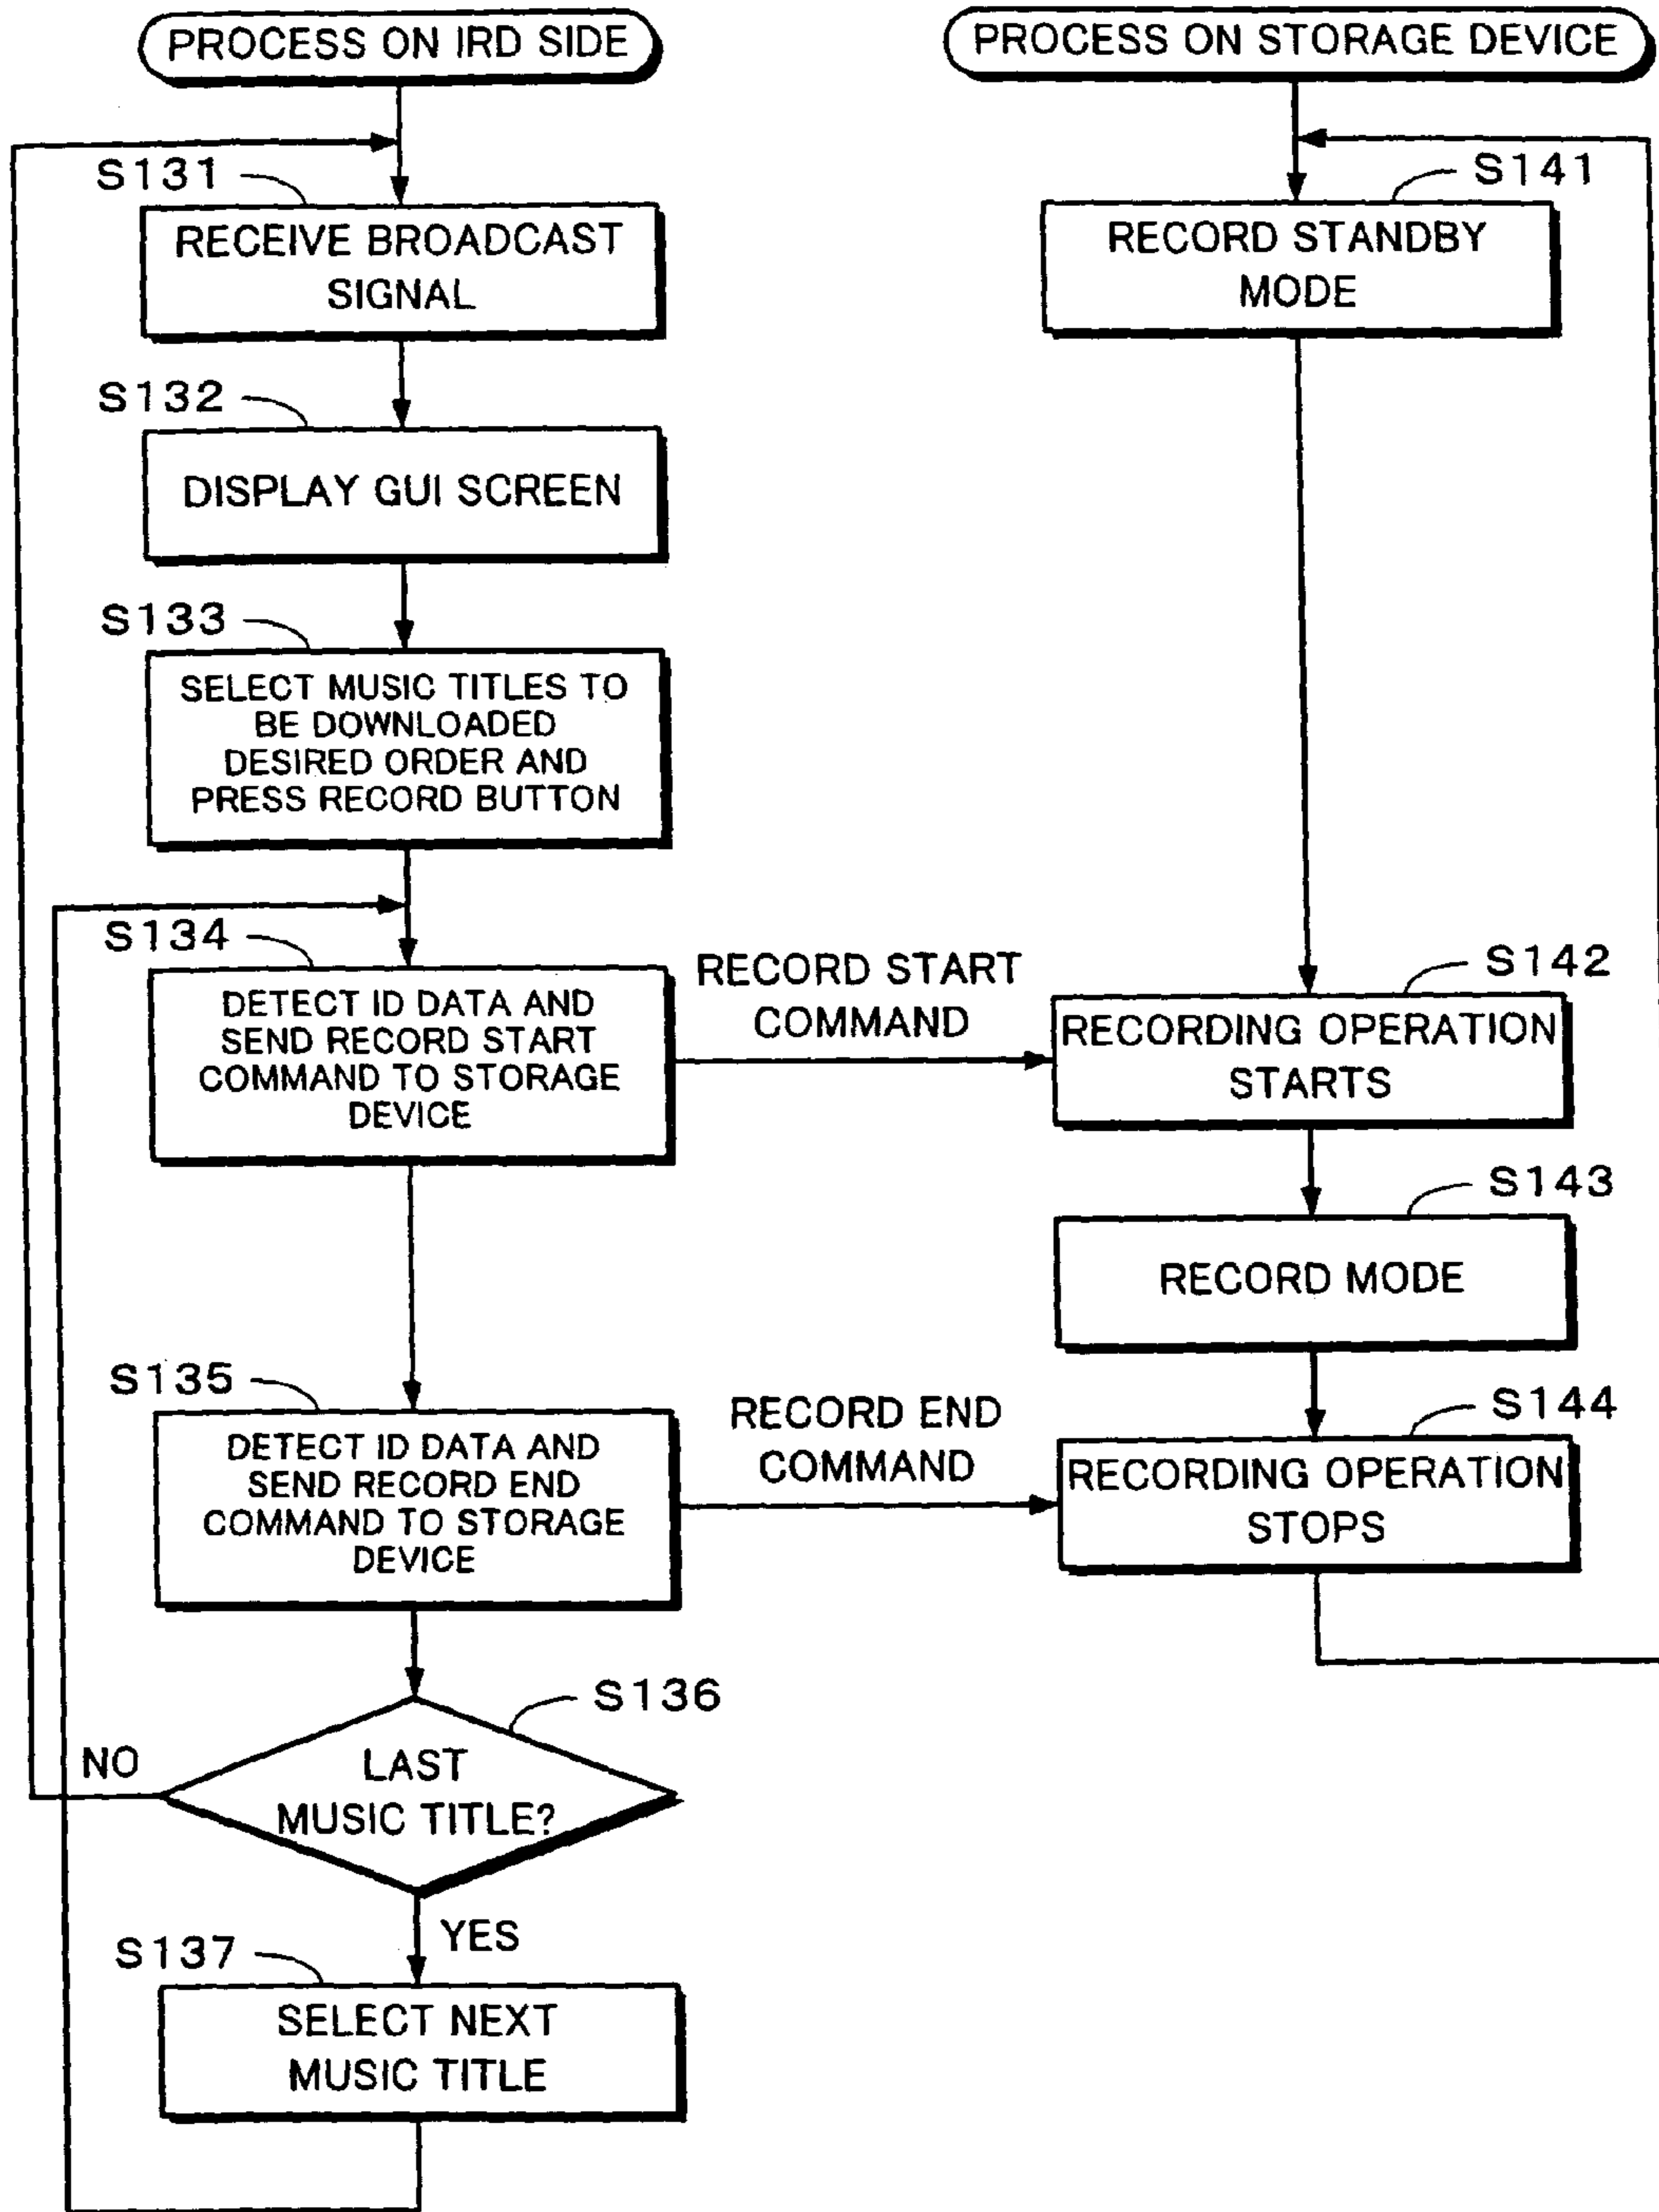 PROCESS ON IRD SIDE
S131
RECEIVE BROADCAST
SIGNAL
S132
DISPLAY GUI SCREEN
S133
SELECT MUSIC TITLES TO
BE DOWNLOADED
DESIRED ORDER AND
PRESS RECORD BUTTON
S134
DETECT ID DATA AND
SEND RECORD START
COMMAND TO STORAGE
DEVICE
RECORD START
COMMAND
S135
DETECT ID DATA AND
SEND RECORD END
COMMAND TO STORAGE
DEVICE
RECORD END
COMMAND
S136
LAST
MUSIC TITLE?
NO
YES
S137
SELECT NEXT
MUSIC TITLE
PROCESS ON STORAGE DEVICE
S141
RECORD STANDBY
MODE
S142
RECORDING OPERATION
STARTS
S143
RECORD MODE
S144
RECORDING OPERATION
STOPS